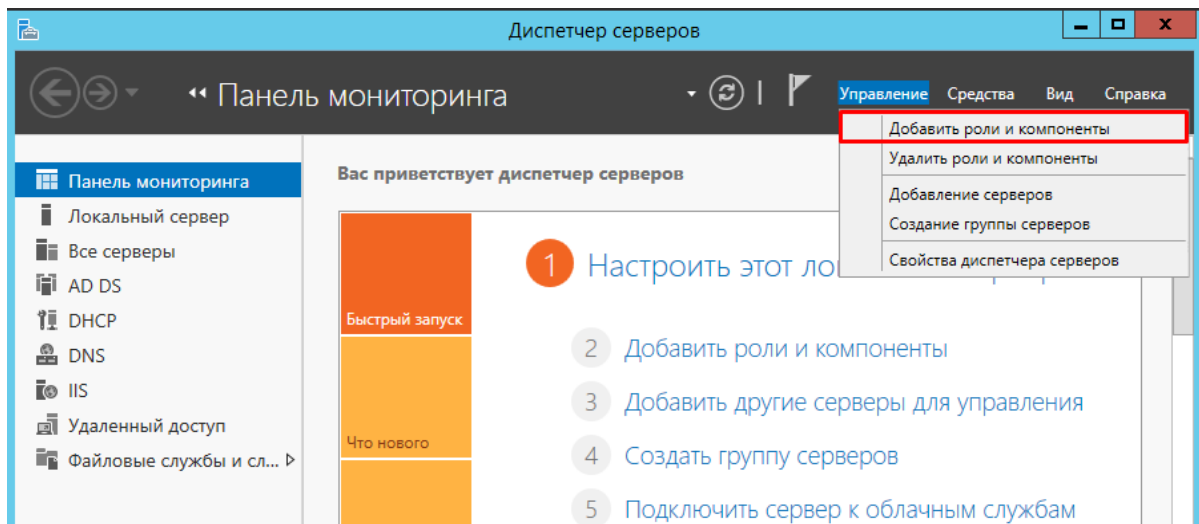 Диспетчер серверов
Панель мониторинга
Управление Средства Вид Справка
Добавить роли и компоненты
Удалить роли и компоненты
Добавление серверов
Создание группы серверов
Свойства диспетчера серверов
Панель мониторинга
Локальный сервер
Все серверы
AD DS
DHCP
DNS
IIS
Удаленный доступ
Файловые службы и сл...
Вас приветствует диспетчер серверов
Быстрый запуск
Что нового
1 Настроить этот
2 Добавить роли и компоненты
3 Добавить другие серверы для управления
4 Создать группу серверов
5 Подключить сервер к облачным службам